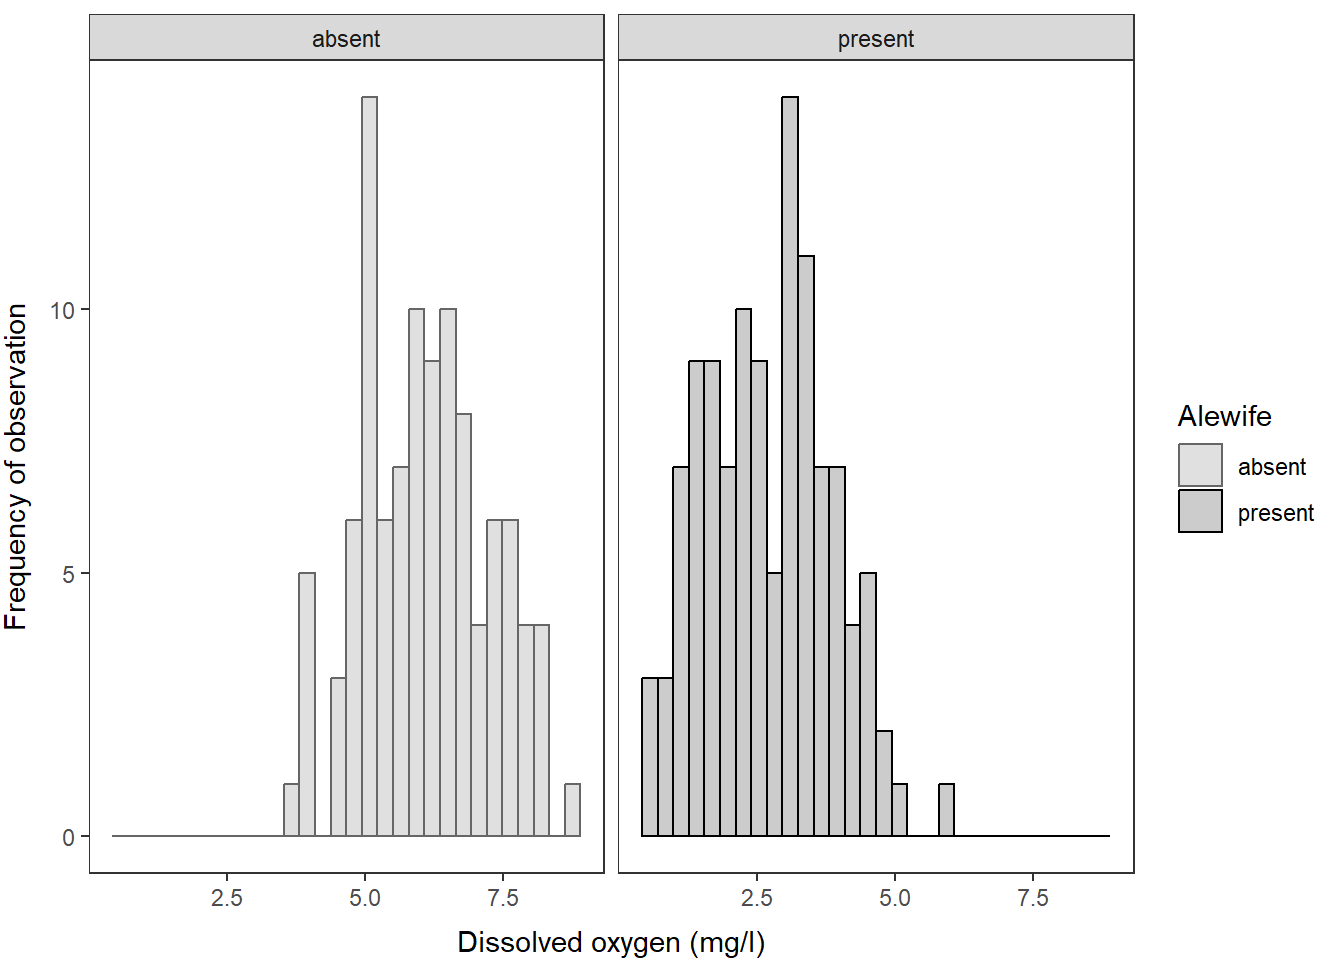 absent
present
Frequency of observation
10
5
0
2.5 5.0 7.5
2.5 5.0 7.5
Dissolved oxygen (mg/l)
Alewife
absent
present